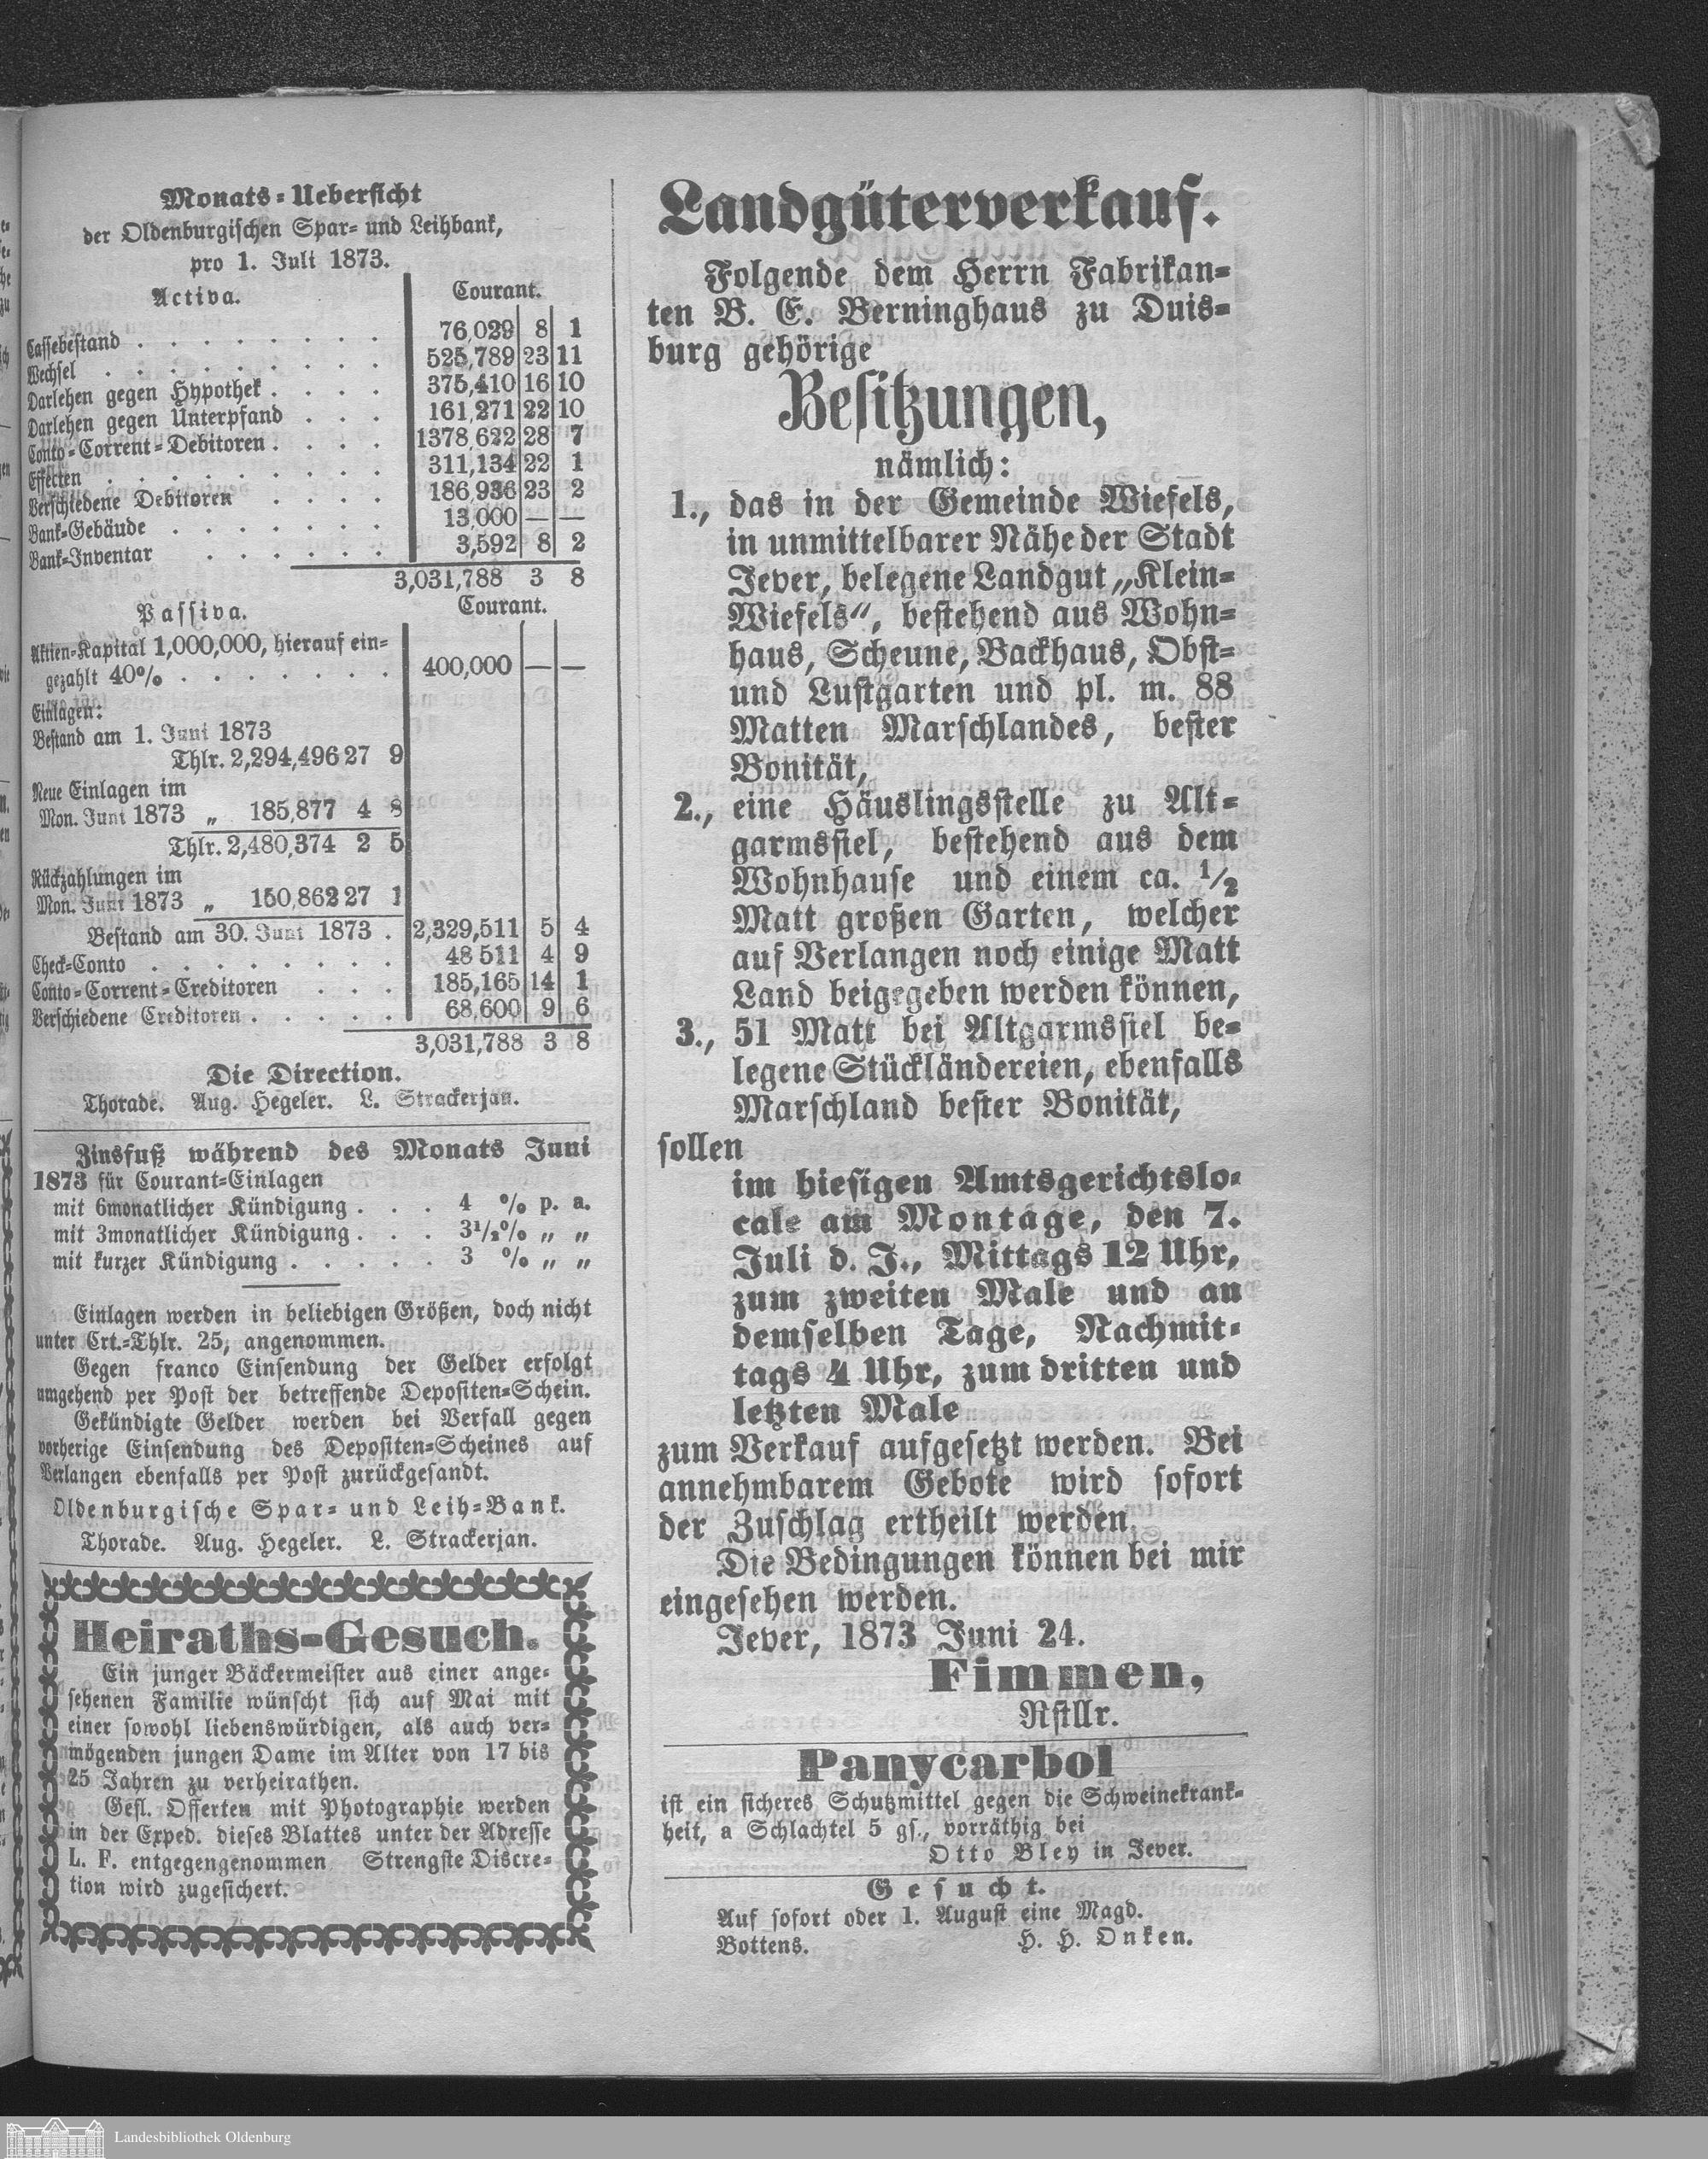 Monats-Uebersicht
der Oldenburgischen Spar- und Leihbank,
pro 1. Juli 1873.
Activa. Courant.
Cassebestand . . . . . . . . 76,029 8 1
Wechsel . . . . . . . . . 525,789 23 11
Darlehen gegen Hypothek . . . . 375,410 16 10
Darlehen gegen Unterpfand . . . 161,271 22 10
Conto-Corrent-Debitoren . . . . 1378,622 28 7
Effecten . . . . . . . . . 311,134 22 1
Verschiedene Debitoren . . . . 186,936 23 2
Bank-Gebäude . . . . . . . 13,000 — —
Bank-Inventar . . . . . . 3,592 8 2
3,031,788 3 8
Passiva. Courant.
Aktien-Kapital 1,000,000, hierauf ein-
gezahlt 40% . . . . . . . 400,000 — —
Einlagen:
Bestand am 1. Juni 1873
Thlr. 2,294,496 27 9
Neue Einlagen im
Mon. Juni 1873 „ 185,877 4 8
Thlr. 2,480,374 2 5
Rückzahlungen im
Mon. Juni 1873 „ 150,862 27 1
Bestand am 30. Juni 1873 . 2,329,511 5 4
Check-Conto . . . . . . . . 48 511 4 9
Conto-Corrent-Creditoren . . . 185,165 14 1
Verschiedene Creditoren . . . . . 68,600 9 6
3,031,788 3 8
Die Direction.
Thorade. Aug. Hegeler. L. Strackerjan.
Zinsfuß während des Monats Juni
1873 für Courant-Einlagen
mit 6monatlicher Kündigung . . . 4 % p. a.
mit 3monatlicher Kündigung . . . 3½% „ „
mit kurzer Kündigung . . . . . 3 % „ „
Einlagen werden in beliebigen Größen, doch nicht
unter Crt.-Thlr. 25, angenommen.
Gegen franco Einsendung der Gelder erfolgt
umgehend per Post der betreffende Depositen-Schein.
Gekündigte Gelder werden bei Verfall gegen
vorherige Einsendung des Depositen-Scheines auf
Verlangen ebenfalls per Post zurückgesandt.
Oldenburgische Spar- und Leih-Bank.
Thorade. Aug. Hegeler. L. Strackerjan.
Heiraths-Gesuch.
Ein junger Bäckermeister aus einer ange-
sehenen Familie wünscht sich auf Mai mit
einer sowohl liebenswürdigen, als auch ver-
mögenden jungen Dame im Alter von 17 bis
25 Jahren zu verheirathen.
Gefl. Offerten mit Photographie werden
in der Exped. dieses Blattes unter der Adresse
L. F. entgegengenommen Strengste Discre-
tion wird zugesichert.
Landgüterverkauf.
Folgende dem Herrn Fabrikan-
ten B. E. Berninghaus zu Duis-
burg gehörige
Besitzungen,
nämlich:
1., das in der Gemeinde Wiefels,
in unmittelbarer Nähe der Stadt
Jever, belegene Landgut „Klein-
Wiefels“, bestehend aus Wohn-
haus, Scheune, Backhaus, Obst-
und Lustgarten und pl. m. 88
Matten Marschlandes, bester
Bonität,
2., eine Häuslingsstelle zu Alt-
garmssiel, bestehend aus dem
Wohnhause und einem ca. ½
Matt großen Garten, welcher
auf Verlangen noch einige Matt
Land beigegeben werden können,
3., 51 Matt bei Altgarmssiel be-
legene Stückländereien, ebenfalls
Marschland bester Bonität,
sollen
im hiesigen Amtsgerichtslo-
cale am Montage, den 7.
Juli d. J., Mittags 12 Uhr,
zum zweiten Male und an
demselben Tage, Nachmit-
tags 4 Uhr, zum dritten und
letzten Male
zum Verkauf aufgesetzt werden. Bei
annehmbarem Gebote wird sofort
der Zuschlag ertheilt werden.
Die Bedingungen können bei mir
eingesehen werden.
Jever, 1873 Juni 24.
Fimmen,
Rstllr.
Panycarbol
ist ein sicheres Schutzmittel gegen die Schweinekrank-
heit, a Schlachtel 5 gs., vorräthig bei
Otto Bley in Jever.
Gesucht.
Auf sofort oder 1. August eine Magd.
Bottens. H. H. Onken.
Landesbibliothek Oldenburg